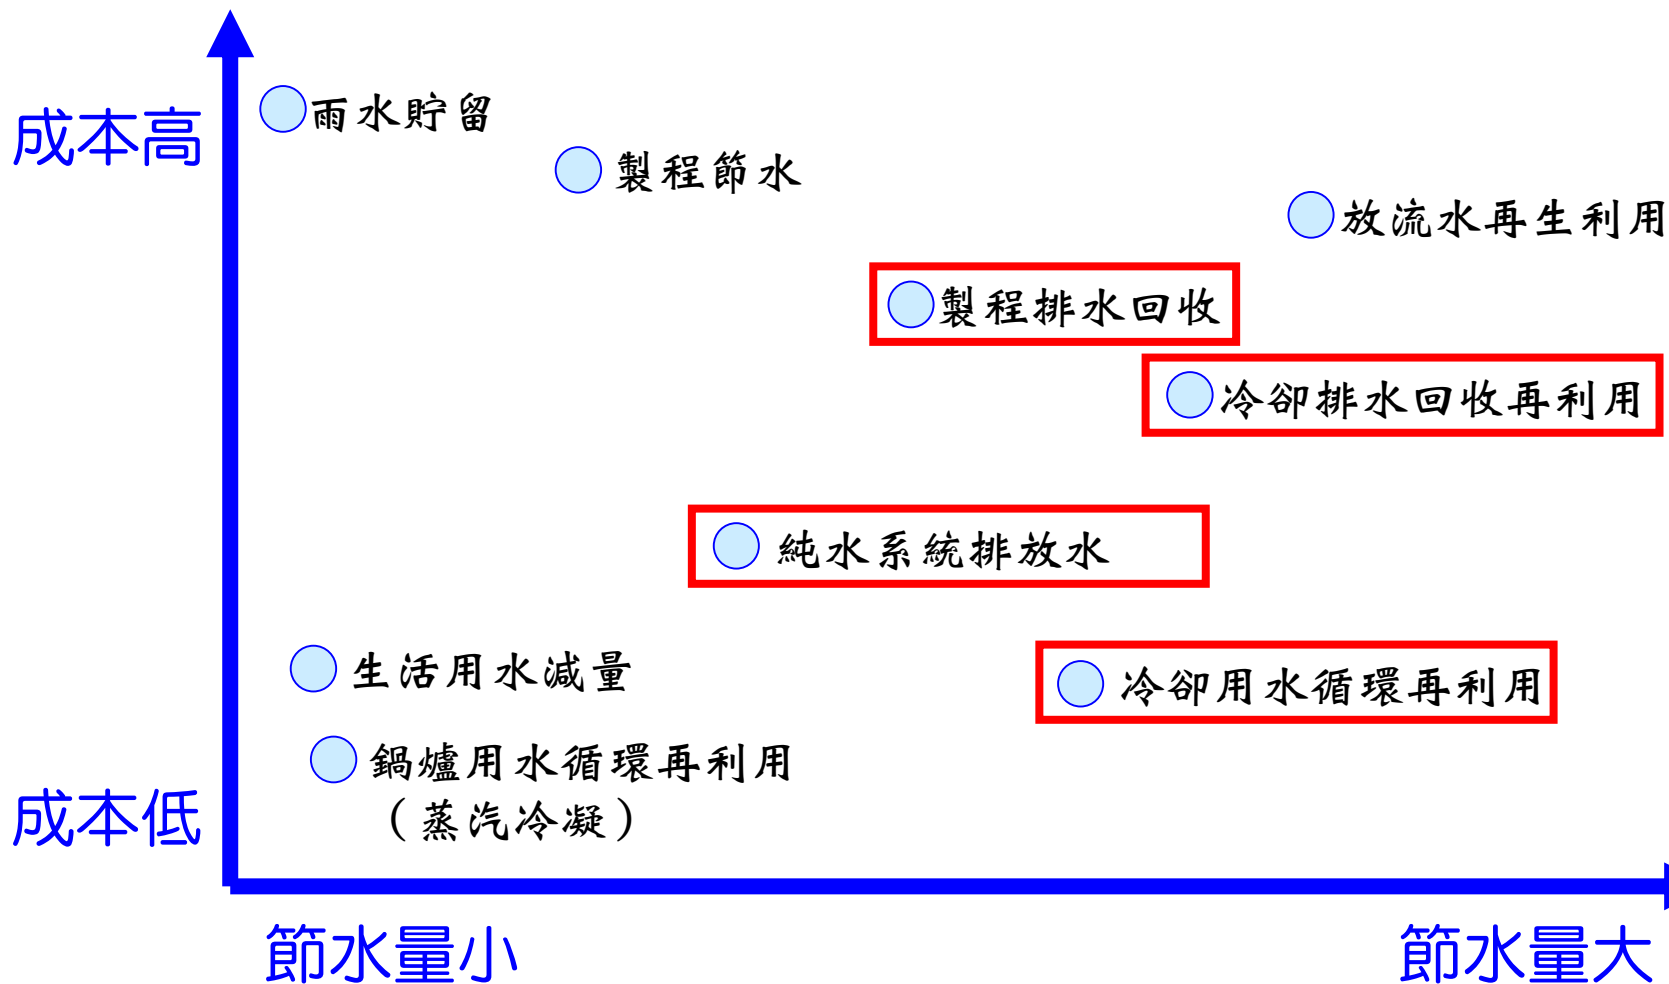 雨水貯留
成本高
製程節水
放流水再生利用
製程排水回收
冷卻排水回收再利用
純水系統排放水
生活用水減量
冷卻用水循環再利用
鍋爐用水循環再利用
（蒸汽冷凝）
成本低
節水量小
節水量大